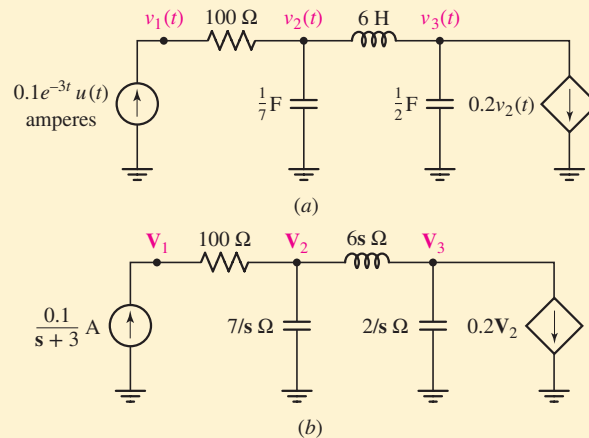 v₁(t) 100 Ω v₂(t) 6 H v₃(t)
0.1e⁻³ᵗ u(t)
amperes
1/7 F
1/2 F
0.2v₂(t)
(a)
V₁ 100 Ω V₂ 6s Ω V₃
0.1/(s + 3) A
7/s Ω
2/s Ω
0.2V₂
(b)